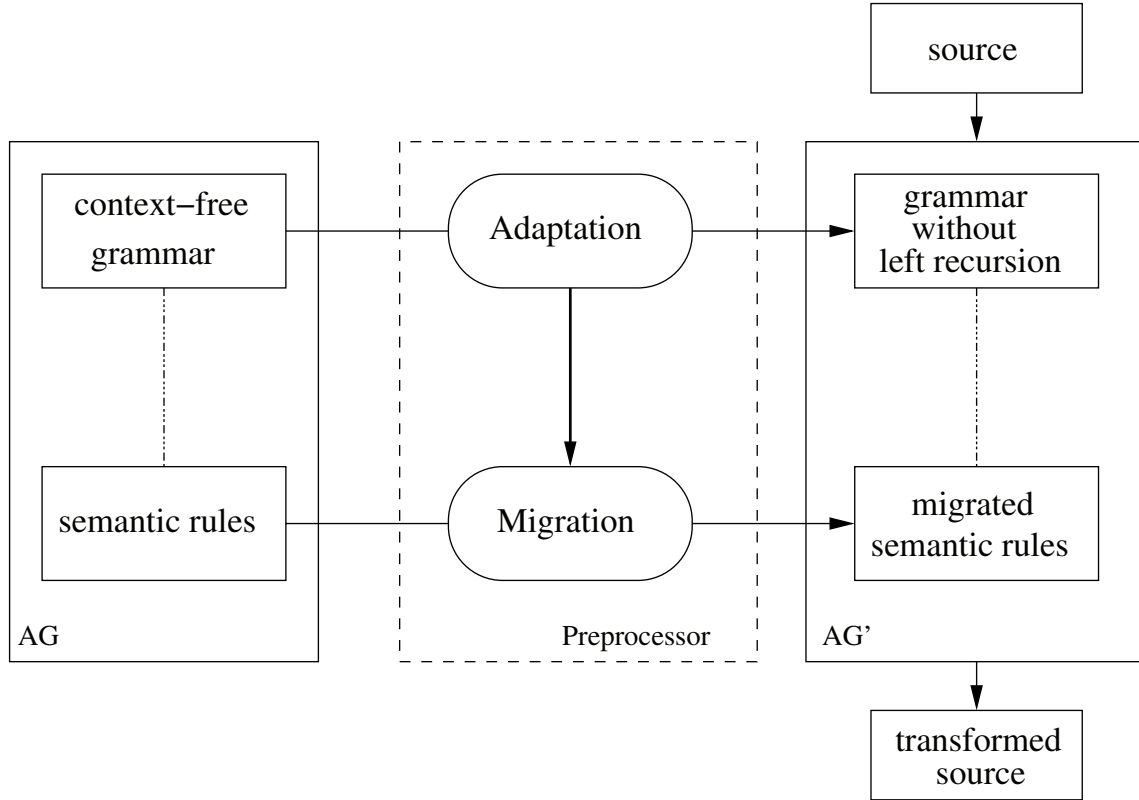 source
context−free
grammar
Adaptation
grammar
without
left recursion
semantic rules
Migration
migrated
semantic rules
AG
Preprocessor
AG’
transformed
source